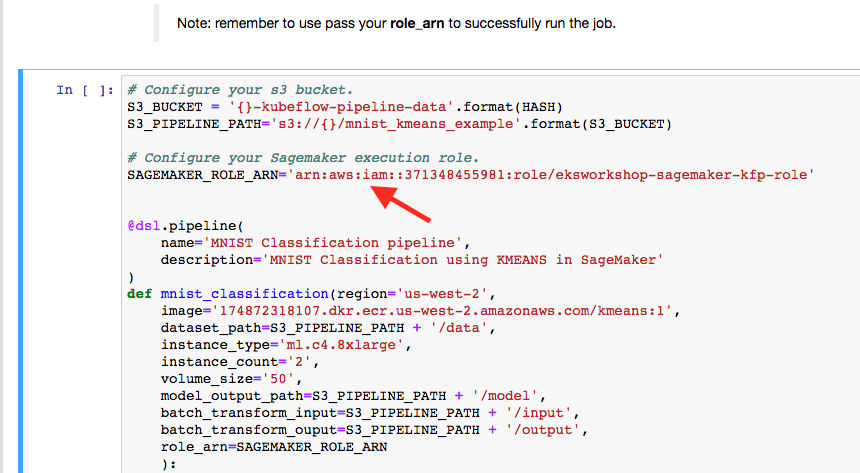 Note: remember to use pass your role_arn to successfully run the job.
In [ ]:
# Configure your s3 bucket.
S3_BUCKET = '{}-kubeflow-pipeline-data'.format(HASH)
S3_PIPELINE_PATH='s3://{}/mnist_kmeans_example'.format(S3_BUCKET)
# Configure your Sagemaker execution role.
SAGEMAKER_ROLE_ARN='arn:aws:iam::371348455981:role/eksworkshop-sagemaker-kfp-role'
@dsl.pipeline(
    name='MNIST Classification pipeline',
    description='MNIST Classification using KMEANS in SageMaker'
)
def mnist_classification(region='us-west-2',
    image='174872318107.dkr.ecr.us-west-2.amazonaws.com/kmeans:1',
    dataset_path=S3_PIPELINE_PATH + '/data',
    instance_type='ml.c4.8xlarge',
    instance_count='2',
    volume_size='50',
    model_output_path=S3_PIPELINE_PATH + '/model',
    batch_transform_input=S3_PIPELINE_PATH + '/input',
    batch_transform_ouput=S3_PIPELINE_PATH + '/output',
    role_arn=SAGEMAKER_ROLE_ARN
    ):